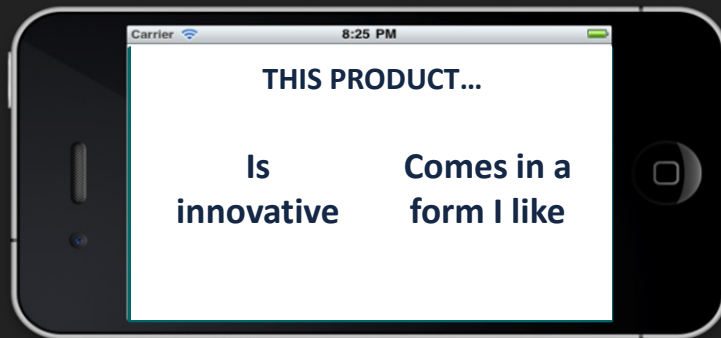 Carrier 8:25 PM
THIS PRODUCT...
Is
innovative
Comes in a
form I like